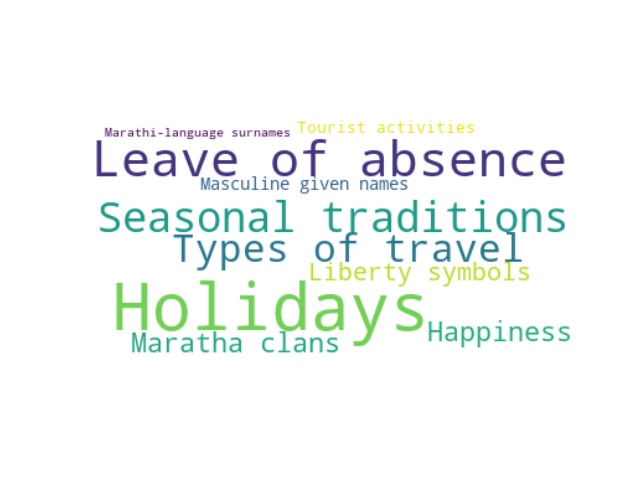 Marathi-language surnames
Tourist activities
Leave of absence
Masculine given names
Seasonal traditions
Types of travel
Liberty symbols
Holidays
Happiness
Maratha clans